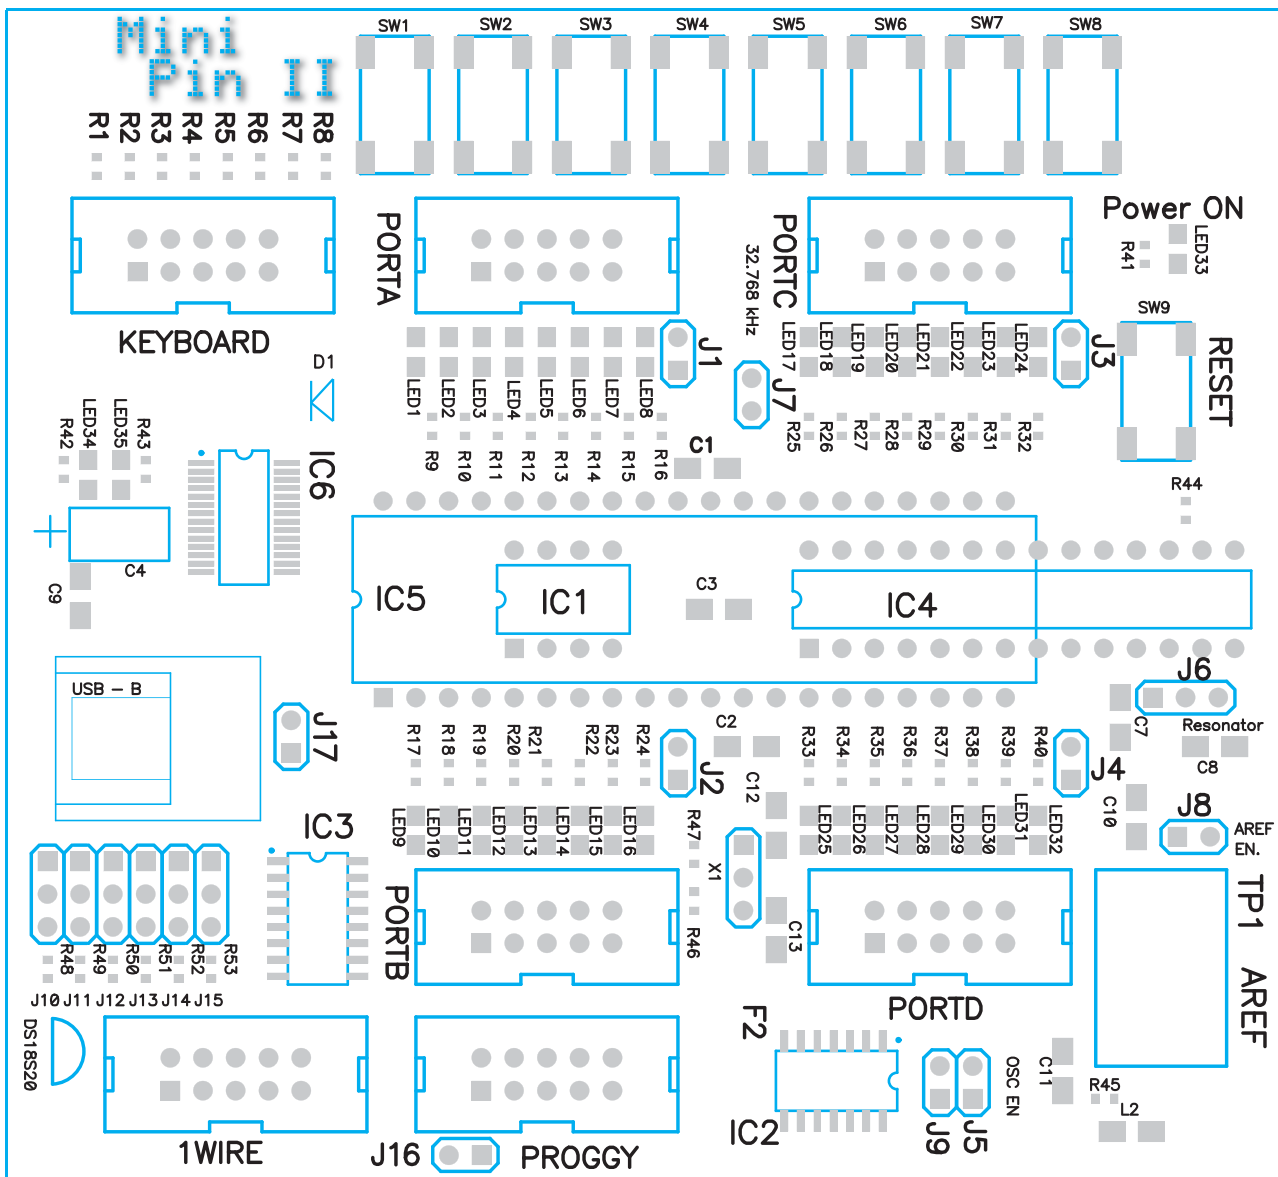 Mini
Pin II
SW1 SW2 SW3 SW4 SW5 SW6 SW7 SW8
R1 R2 R3 R4 R5 R6 R7 R8
KEYBOARD
PORTA
32.768 kHz
PORTC
Power ON
R41
LED33
SW9
RESET
J1
J7
J3
LED1 LED2 LED3 LED4 LED5 LED6 LED7 LED8
LED17 LED18 LED19 LED20 LED21 LED22 LED23 LED24
D1
R42 LED34 LED35 R43
IC6
R9 R10 R11 R12 R13 R14 R15 R16
C1
R25 R26 R27 R28 R29 R30 R31 R32
R44
C4
C9
IC5
IC1
C3
IC4
USB – B
J17
J6
C7
Resonator
C8
R17 R18 R19 R20 R21 R22 R23 R24
J2
C2
C12
R33 R34 R35 R36 R37 R38 R39 R40
J4
C10
J8
AREF
EN.
IC3
LED9 LED10 LED11 LED12 LED13 LED14 LED15 LED16
R47
X1
LED25 LED26 LED27 LED28 LED29 LED30 LED31 LED32
TP1
AREF
PORTB
R46
C13
R48 R49 R50 R51 R52 R53
J10 J11 J12 J13 J14 J15
DS18S20
PORTD
F2
IC2
J9
J5
OSC EN
C11
R45
L2
1WIRE
J16
PROGGY